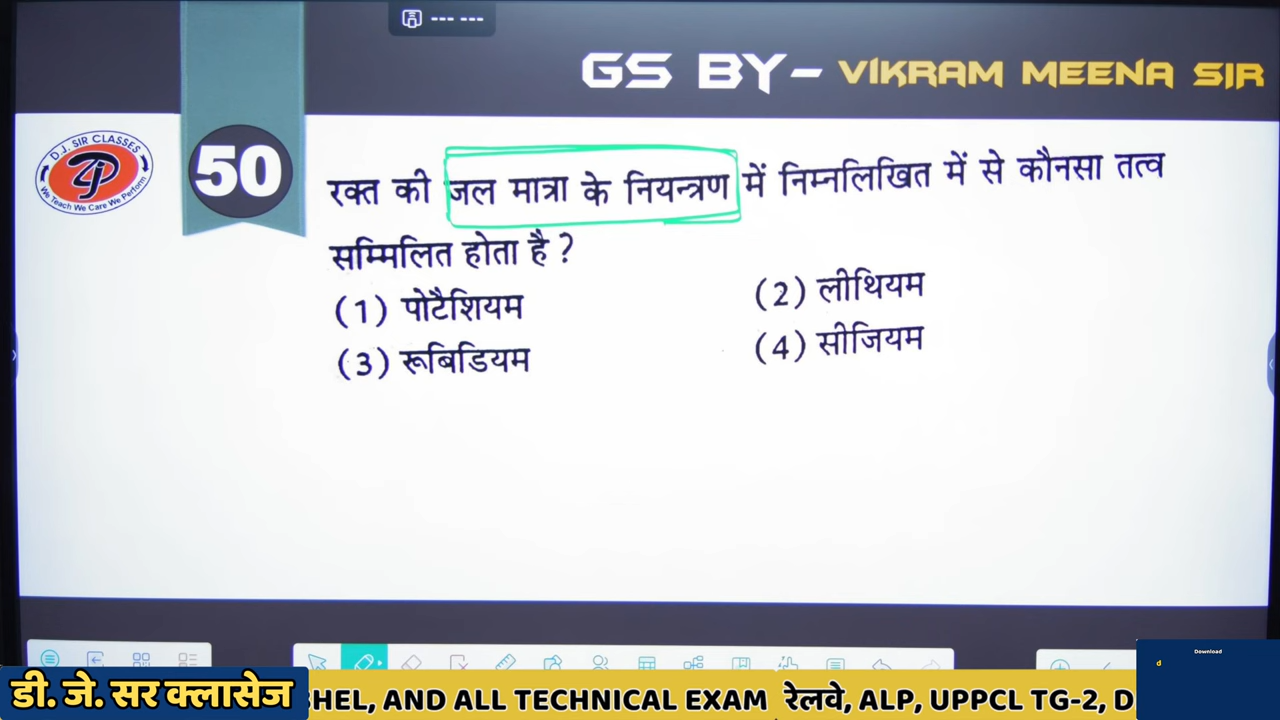 --- ---
GS BY- VIKRAM MEENA SIR
D.J. SIR CLASSES
We Teach We Care We Perform
50
रक्त की जल मात्रा के नियन्त्रण में निम्नलिखित में से कौनसा तत्व
सम्मिलित होता है ?
(1) पोटैशियम
(2) लीथियम
(3) रूबिडियम
(4) सीजियम
डी. जे. सर क्लासेज
BHEL, AND ALL TECHNICAL EXAM रेलवे, ALP, UPPCL TG-2, D
Download
d